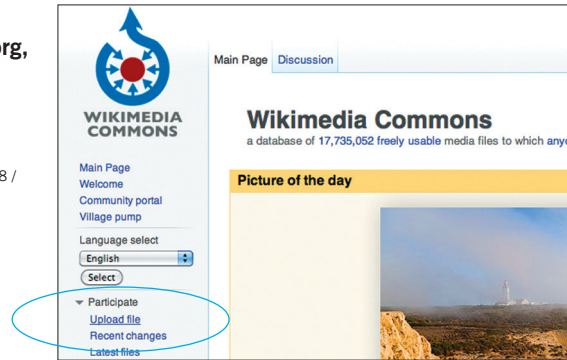 org,
8 /
WIKIMEDIA
COMMONS
Main Page
Welcome
Community portal
Village pump
Language select
English
Select
Participate
Upload file
Recent changes
Latest files
Main Page Discussion
Wikimedia Commons
a database of 17,735,052 freely usable media files to which
Picture of the day